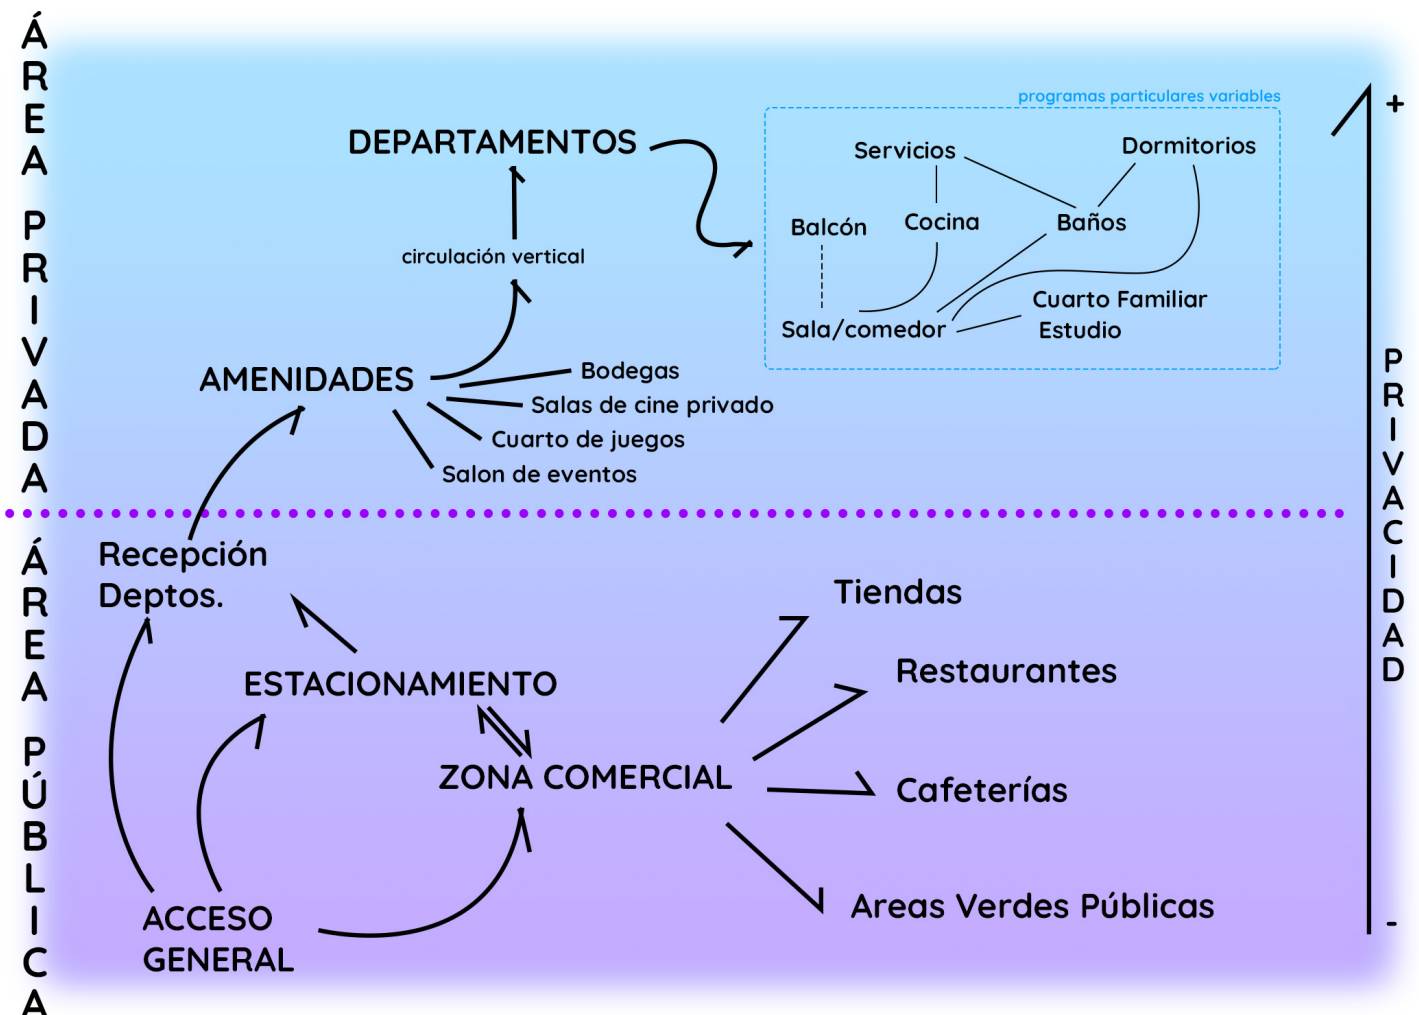 ÁREA PRIVADA
programas particulares variables
+
DEPARTAMENTOS
Servicios
Dormitorios
Balcón
Cocina
Baños
circulación vertical
Cuarto Familiar
Estudio
Sala/comedor
AMENIDADES
Bodegas
Salas de cine privado
Cuarto de juegos
Salon de eventos
PRIVACIDAD
ÁREA PÚBLICA
Recepción
Deptos.
Tiendas
ESTACIONAMIENTO
Restaurantes
ZONA COMERCIAL
Cafeterías
ACCESO
GENERAL
Areas Verdes Públicas
-